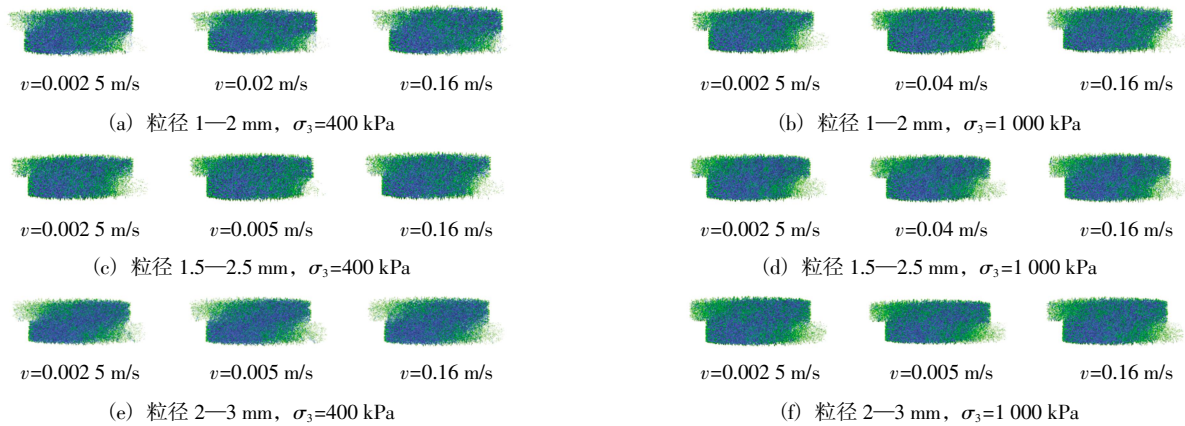 v=0.002 5 m/s v=0.02 m/s v=0.16 m/s v=0.002 5 m/s v=0.04 m/s v=0.16 m/s
(a) 粒径 1—2 mm，σ₃=400 kPa (b) 粒径 1—2 mm，σ₃=1 000 kPa
v=0.002 5 m/s v=0.005 m/s v=0.16 m/s v=0.002 5 m/s v=0.04 m/s v=0.16 m/s
(c) 粒径 1.5—2.5 mm，σ₃=400 kPa (d) 粒径 1.5—2.5 mm，σ₃=1 000 kPa
v=0.002 5 m/s v=0.005 m/s v=0.16 m/s v=0.002 5 m/s v=0.005 m/s v=0.16 m/s
(e) 粒径 2—3 mm，σ₃=400 kPa (f) 粒径 2—3 mm，σ₃=1 000 kPa